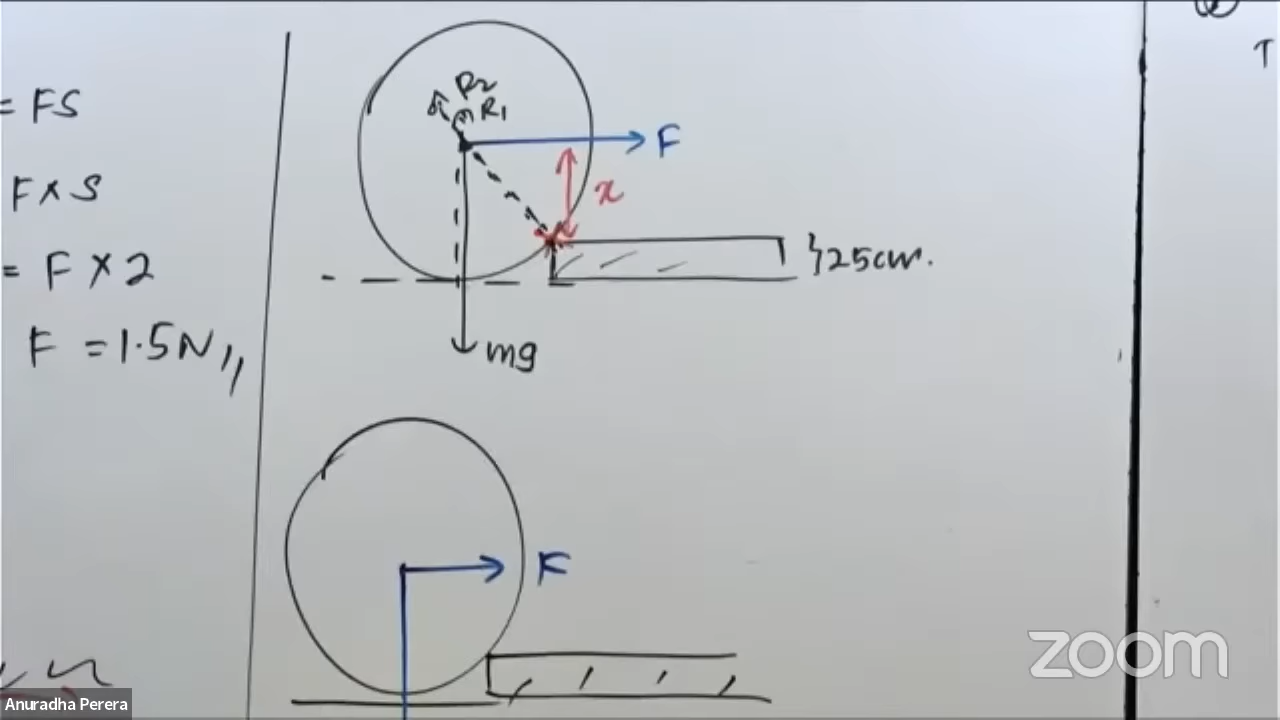 = FS
F × S
= F × 2
F = 1.5N,,
R2
R1
F
x
25cm.
mg
F
zoom
Anuradha Perera